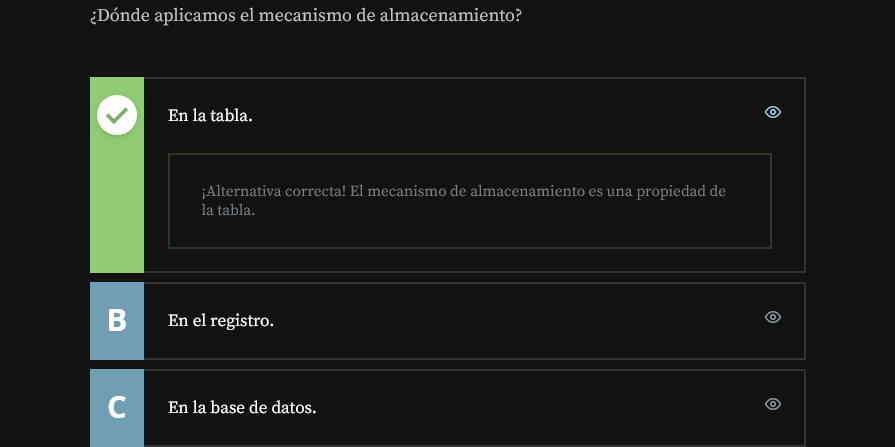 ¿Dónde aplicamos el mecanismo de almacenamiento?
En la tabla.
¡Alternativa correcta! El mecanismo de almacenamiento es una propiedad de
la tabla.
B
En el registro.
C
En la base de datos.